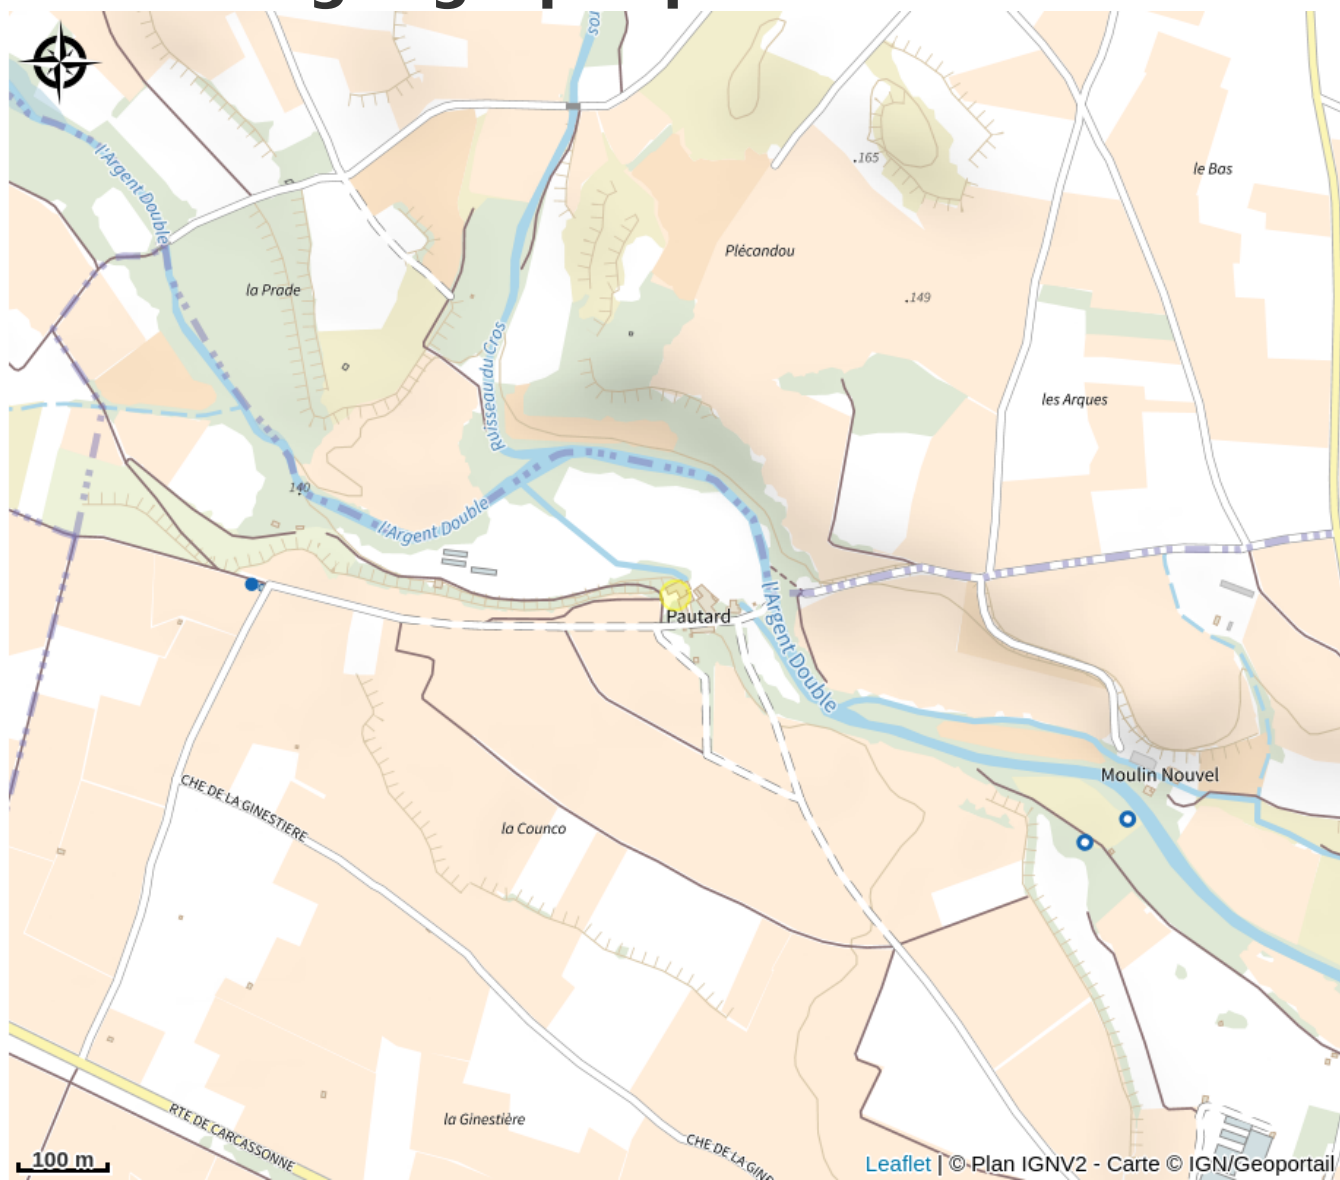 l'Argent Double
.165
le Bas
Plécandou
la Prade
.149
Ruisseau du Cros
les Arques
140
l'Argent Double
Pautard
l'Argent Double
Moulin Nouvel
CHE DE LA GINESTIERE
la Counco
RTE DE CARCASSONNE
la Ginestière
CHE DE LA GINE
100 m
Leaflet | © Plan IGNV2 - Carte © IGN/Geoportail